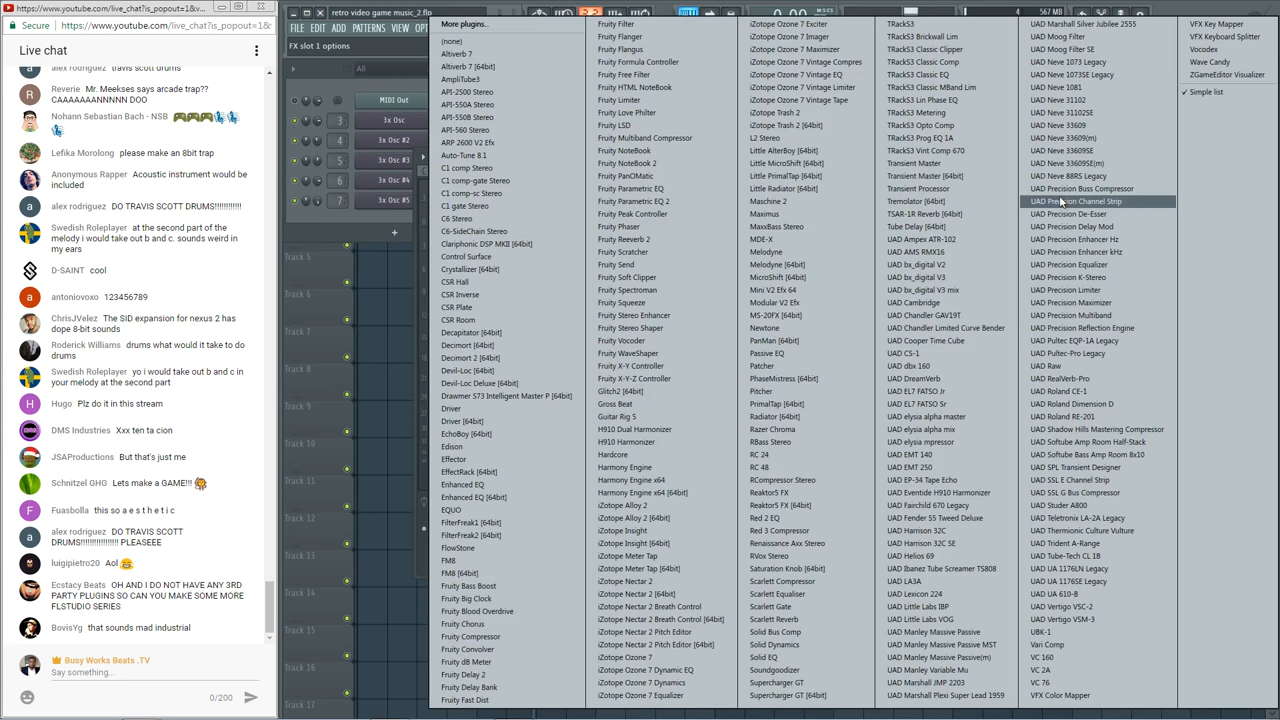 https://www.youtube.com/live_chat?is_popout=1&v...
Secure
https://www.youtube.com/live_chat?is_popout=1&
Live chat
alex rodriguez travis scott drums
Reverie Mr. Meekses says arcade trap??
CAAAAAAANNNNN DOO
Nohann Sebastian Bach - NSB
Lefika Morolong please make an 8bit trap
Anonymous Rapper Acoustic instrument would be
included
alex rodriguez DO TRAVIS SCOTT DRUMS!!!!!!!!!!!!
Swedish Roleplayer at the second part of the
melody i would take out b and c. sounds weird in
my ears
D-SAINT cool
antoniovoxo 123456789
ChrisJVelez The SID expansion for nexus 2 has
dope 8-bit sounds
Roderick Williams drums what would it take to do
drums
Swedish Roleplayer yo i would take out b and c in
your melody at the second part
Hugo Plz do it in this stream
DMS Industries Xxx ten ta cion
JSAProductions But that's just me
Schnitzel GHG Lets make a GAME!!!
Fuasbolla this so a e s t h e t i c
alex rodriguez DO TRAVIS SCOTT
DRUMS!!!!!!!!!!!!!!!! PLEASEEE
luigipietro20 Aol
Ecstacy Beats OH AND I DO NOT HAVE ANY 3RD
PARTY PLUGINS SO CAN YOU MAKE SOME MORE
FLSTUDIO SERIES
BovisYg that sounds mad industrial
Busy Works Beats .TV
Say something...
0/200
retro video game music_2.flp
FILE EDIT ADD PATTERNS VIEW
FX slot 1 options
All
MIDI Out
3 3x Osc
4 3x Osc #2
5 3x Osc #3
6 3x Osc #4
7 3x Osc #5
+
Track 5
Track 6
Track 7
Track 8
Track 9
Track 10
Track 11
Track 12
Track 13
Track 14
Track 15
Track 16
Track 17
4
567 MB
More plugins...
(none)
Altiverb 7
Altiverb 7 [64bit]
AmpliTube3
API-2500 Stereo
API-550A Stereo
API-550B Stereo
API-560 Stereo
ARP 2600 V2 Efx
Auto-Tune 8.1
C1 comp Stereo
C1 comp-gate Stereo
C1 comp-sc Stereo
C1 gate Stereo
C6 Stereo
C6-SideChain Stereo
Clariphonic DSP MKII [64bit]
Control Surface
Crystallizer [64bit]
CSR Hall
CSR Inverse
CSR Plate
CSR Room
Decapitator [64bit]
Decimort [64bit]
Decimort 2 [64bit]
Devil-Loc [64bit]
Devil-Loc Deluxe [64bit]
Drawmer S73 Intelligent Master P [64bit]
Driver
Driver [64bit]
EchoBoy [64bit]
Edison
Effector
EffectRack [64bit]
Enhanced EQ
Enhanced EQ [64bit]
EQUO
FilterFreak1 [64bit]
FilterFreak2 [64bit]
FlowStone
FM8
FM8 [64bit]
Fruity Bass Boost
Fruity Big Clock
Fruity Blood Overdrive
Fruity Chorus
Fruity Compressor
Fruity Convolver
Fruity dB Meter
Fruity Delay 2
Fruity Delay Bank
Fruity Fast Dist
Fruity Filter
Fruity Flanger
Fruity Flangus
Fruity Formula Controller
Fruity Free Filter
Fruity HTML NoteBook
Fruity Limiter
Fruity Love Philter
Fruity LSD
Fruity Multiband Compressor
Fruity NoteBook
Fruity NoteBook 2
Fruity PanOMatic
Fruity Parametric EQ
Fruity Parametric EQ 2
Fruity Peak Controller
Fruity Phaser
Fruity Reeverb 2
Fruity Scratcher
Fruity Send
Fruity Soft Clipper
Fruity Spectroman
Fruity Squeeze
Fruity Stereo Enhancer
Fruity Stereo Shaper
Fruity Vocoder
Fruity WaveShaper
Fruity X-Y Controller
Fruity X-Y-Z Controller
Glitch2 [64bit]
Gross Beat
Guitar Rig 5
H910 Dual Harmonizer
H910 Harmonizer
Hardcore
Harmony Engine
Harmony Engine x64
Harmony Engine x64 [64bit]
iZotope Alloy 2
iZotope Alloy 2 [64bit]
iZotope Insight
iZotope Insight [64bit]
iZotope Meter Tap
iZotope Meter Tap [64bit]
iZotope Nectar 2
iZotope Nectar 2 [64bit]
iZotope Nectar 2 Breath Control
iZotope Nectar 2 Breath Control [64bit]
iZotope Nectar 2 Pitch Editor
iZotope Nectar 2 Pitch Editor [64bit]
iZotope Ozone 7
iZotope Ozone 7 Dynamic EQ
iZotope Ozone 7 Dynamics
iZotope Ozone 7 Equalizer
iZotope Ozone 7 Exciter
iZotope Ozone 7 Imager
iZotope Ozone 7 Maximizer
iZotope Ozone 7 Vintage Compres
iZotope Ozone 7 Vintage EQ
iZotope Ozone 7 Vintage Limiter
iZotope Ozone 7 Vintage Tape
iZotope Trash 2
iZotope Trash 2 [64bit]
L2 Stereo
Little AlterBoy [64bit]
Little MicroShift [64bit]
Little PrimalTap [64bit]
Little Radiator [64bit]
Maschine 2
Maximus
MaxxBass Stereo
MDE-X
Melodyne
Melodyne [64bit]
MicroShift [64bit]
Mini V2 Efx 64
Modular V2 Efx
MS-20FX [64bit]
Newtone
PanMan [64bit]
Passive EQ
Patcher
PhaseMistress [64bit]
Pitcher
PrimalTap [64bit]
Radiator [64bit]
Razor Chroma
RBass Stereo
RC 24
RC 48
RCompressor Stereo
Reaktor5 FX
Reaktor5 FX [64bit]
Red 2 EQ
Red 3 Compressor
Renaissance Axx Stereo
RVox Stereo
Saturation Knob [64bit]
Scarlett Compressor
Scarlett Equaliser
Scarlett Gate
Scarlett Reverb
Solid Bus Comp
Solid Dynamics
Solid EQ
Soundgoodizer
Supercharger GT
Supercharger GT [64bit]
TRackS3
TRackS3 Brickwall Lim
TRackS3 Classic Clipper
TRackS3 Classic Comp
TRackS3 Classic EQ
TRackS3 Classic MBand Lim
TRackS3 Lin Phase EQ
TRackS3 Metering
TRackS3 Opto Comp
TRackS3 Prog EQ 1A
TRackS3 Vint Comp 670
Transient Master
Transient Master [64bit]
Transient Processor
Tremolator [64bit]
TSAR-1R Reverb [64bit]
Tube Delay [64bit]
UAD Ampex ATR-102
UAD AMS RMX16
UAD bx_digital V2
UAD bx_digital V3
UAD bx_digital V3 mix
UAD Cambridge
UAD Chandler GAV19T
UAD Chandler Limited Curve Bender
UAD Cooper Time Cube
UAD CS-1
UAD dbx 160
UAD DreamVerb
UAD EL7 FATSO Jr
UAD EL7 FATSO Sr
UAD elysia alpha master
UAD elysia alpha mix
UAD elysia mpressor
UAD EMT 140
UAD EMT 250
UAD EP-34 Tape Echo
UAD Eventide H910 Harmonizer
UAD Fairchild 670 Legacy
UAD Fender 55 Tweed Deluxe
UAD Harrison 32C
UAD Harrison 32C SE
UAD Helios 69
UAD Ibanez Tube Screamer TS808
UAD LA3A
UAD Lexicon 224
UAD Little Labs IBP
UAD Little Labs VOG
UAD Manley Massive Passive
UAD Manley Massive Passive MST
UAD Manley Massive Passive(m)
UAD Manley Variable Mu
UAD Marshall JMP 2203
UAD Marshall Plexi Super Lead 1959
UAD Marshall Silver Jubilee 2555
UAD Moog Filter
UAD Moog Filter SE
UAD Neve 1073 Legacy
UAD Neve 1073SE Legacy
UAD Neve 1081
UAD Neve 31102
UAD Neve 31102SE
UAD Neve 33609
UAD Neve 33609(m)
UAD Neve 33609SE
UAD Neve 33609SE(m)
UAD Neve 88RS Legacy
UAD Precision Buss Compressor
UAD Precision Channel Strip
UAD Precision De-Esser
UAD Precision Delay Mod
UAD Precision Enhancer Hz
UAD Precision Enhancer kHz
UAD Precision Equalizer
UAD Precision K-Stereo
UAD Precision Limiter
UAD Precision Maximizer
UAD Precision Multiband
UAD Precision Reflection Engine
UAD Pultec EQP-1A Legacy
UAD Pultec-Pro Legacy
UAD Raw
UAD RealVerb-Pro
UAD Roland CE-1
UAD Roland Dimension D
UAD Roland RE-201
UAD Shadow Hills Mastering Compressor
UAD Softube Amp Room Half-Stack
UAD Softube Bass Amp Room 8x10
UAD SPL Transient Designer
UAD SSL E Channel Strip
UAD SSL G Bus Compressor
UAD Studer A800
UAD Teletronix LA-2A Legacy
UAD Thermionic Culture Vulture
UAD Trident A-Range
UAD Tube-Tech CL 1B
UAD UA 1176LN Legacy
UAD UA 1176SE Legacy
UAD UA 610-B
UAD Vertigo VSC-2
UAD Vertigo VSM-3
UBK-1
Van Comp
VC 160
VC 2A
VC 76
VFX Color Mapper
VFX Key Mapper
VFX Keyboard Splitter
Vocodex
Wave Candy
ZGameEditor Visualizer
Simple list